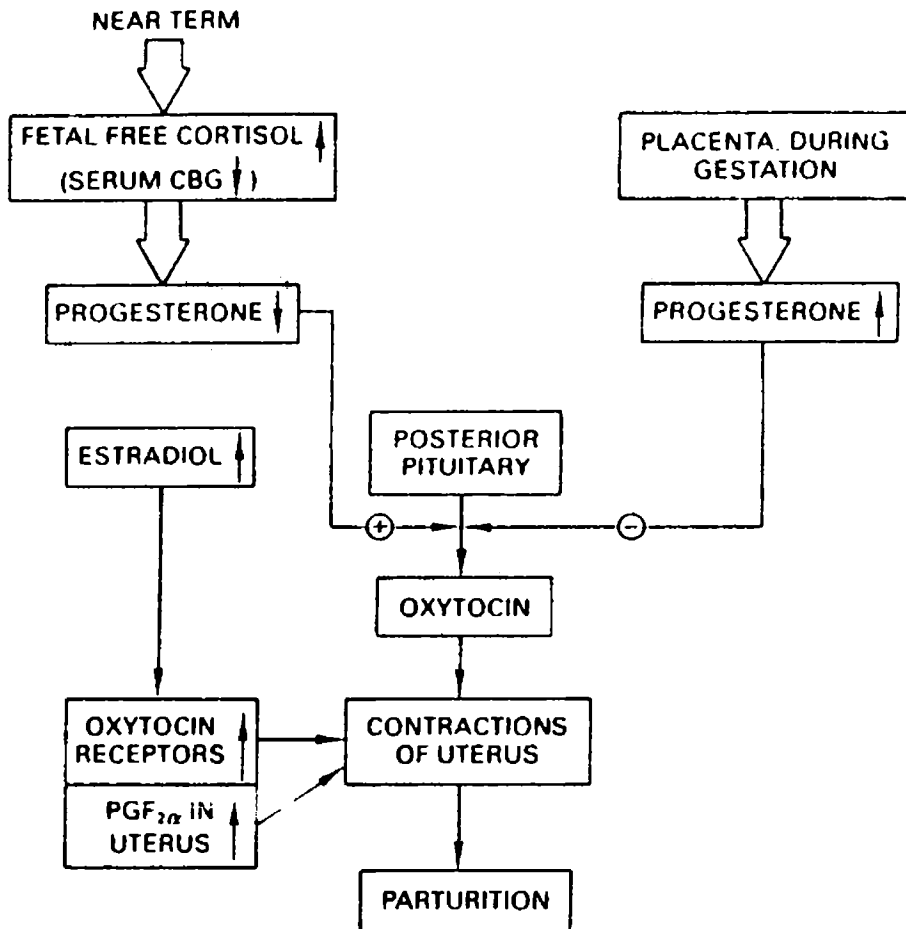 NEAR TERM
FETAL FREE CORTISOL ↑
(SERUM CBG ↓)
PROGESTERONE ↓
PLACENTA. DURING
GESTATION
PROGESTERONE ↑
ESTRADIOL ↑
POSTERIOR
PITUITARY
+
−
OXYTOCIN
OXYTOCIN
RECEPTORS ↑
PGF₂α IN
UTERUS ↑
CONTRACTIONS
OF UTERUS
PARTURITION